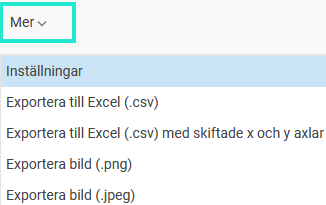 Mer
Inställningar
Exportera till Excel (.csv)
Exportera till Excel (.csv) med skiftade x och y axlar
Exportera bild (.png)
Exportera bild (.jpeg)